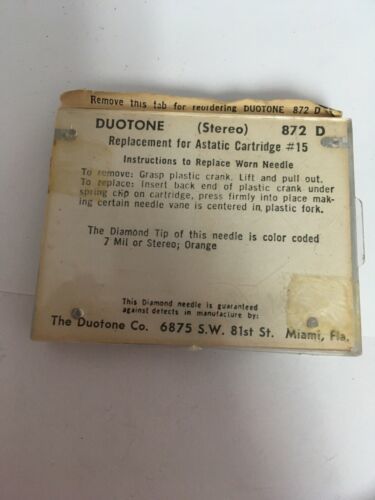 Remove this tab for reordering DUOTONE 872 D
DUOTONE (Stereo) 872 D
Replacement for Astatic Cartridge #15
Instructions to Replace Worn Needle
To remove: Grasp plastic crank. Lift and pull out.
To replace: Insert back end of plastic crank under
spring clip on cartridge, press firmly into place mak-
ing certain needle vane is centered in plastic fork.
The Diamond Tip of this needle is color coded
7 Mil or Stereo; Orange
This Diamond needle is guaranteed
against defects in manufacture by:
The Duotone Co. 6875 S.W. 81st St. Miami, Fla.